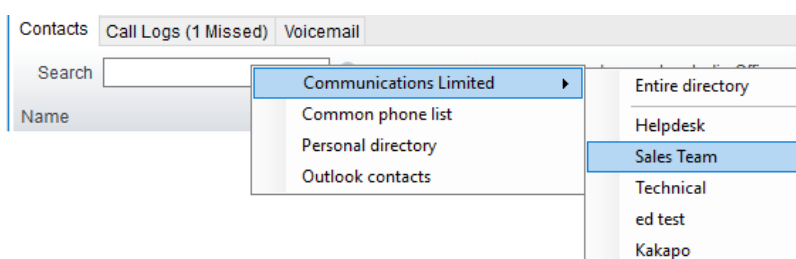 Contacts Call Logs (1 Missed) Voicemail
Search
Name
Communications Limited
Common phone list
Personal directory
Outlook contacts
Entire directory
Helpdesk
Sales Team
Technical
ed test
Kakapo